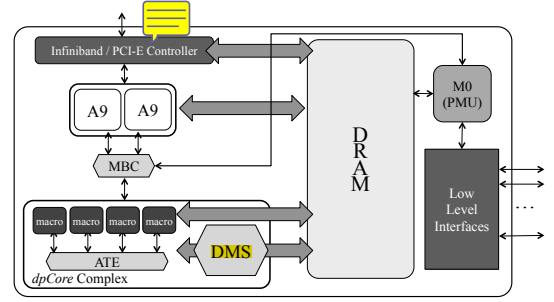 Infiniband / PCI-E Controller
A9
A9
MBC
macro
macro
macro
macro
ATE
dpCore Complex
DMS
D
R
A
M
M0
(PMU)
Low
Level
Interfaces
...